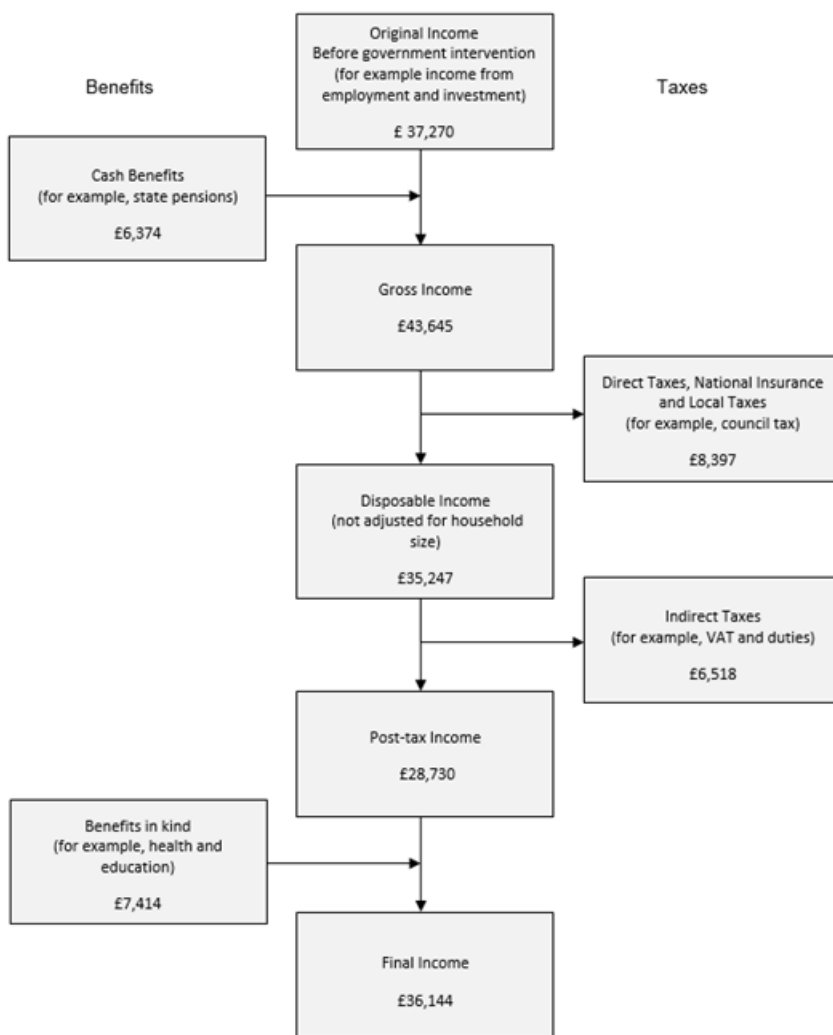 Original Income
Before government intervention
(for example income from
employment and investment)
£ 37,270
Benefits
Taxes
Cash Benefits
(for example, state pensions)
£6,374
Gross Income
£43,645
Direct Taxes, National Insurance
and Local Taxes
(for example, council tax)
£8,397
Disposable Income
(not adjusted for household
size)
£35,247
Indirect Taxes
(for example, VAT and duties)
£6,518
Post-tax Income
£28,730
Benefits in kind
(for example, health and
education)
£7,414
Final Income
£36,144